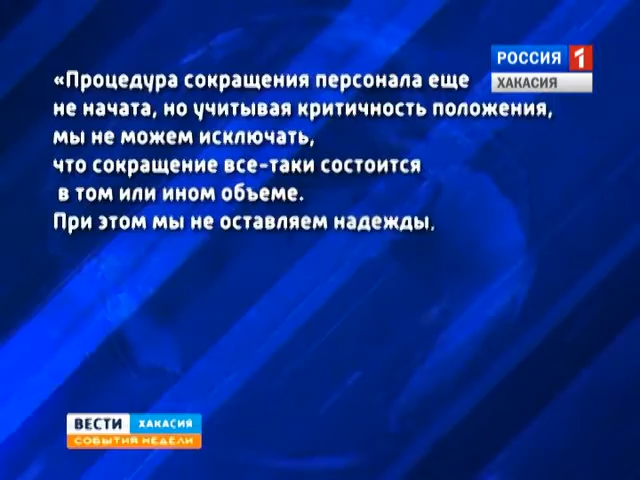 РОССИЯ 1
ХАКАСИЯ
«Процедура сокращения персонала еще
не начата, но учитывая критичность положения,
мы не можем исключать,
что сокращение все-таки состоится
в том или ином объеме.
При этом мы не оставляем надежды,
ВЕСТИ ХАКАСИЯ
СОБЫТИЯ НЕДЕЛИ